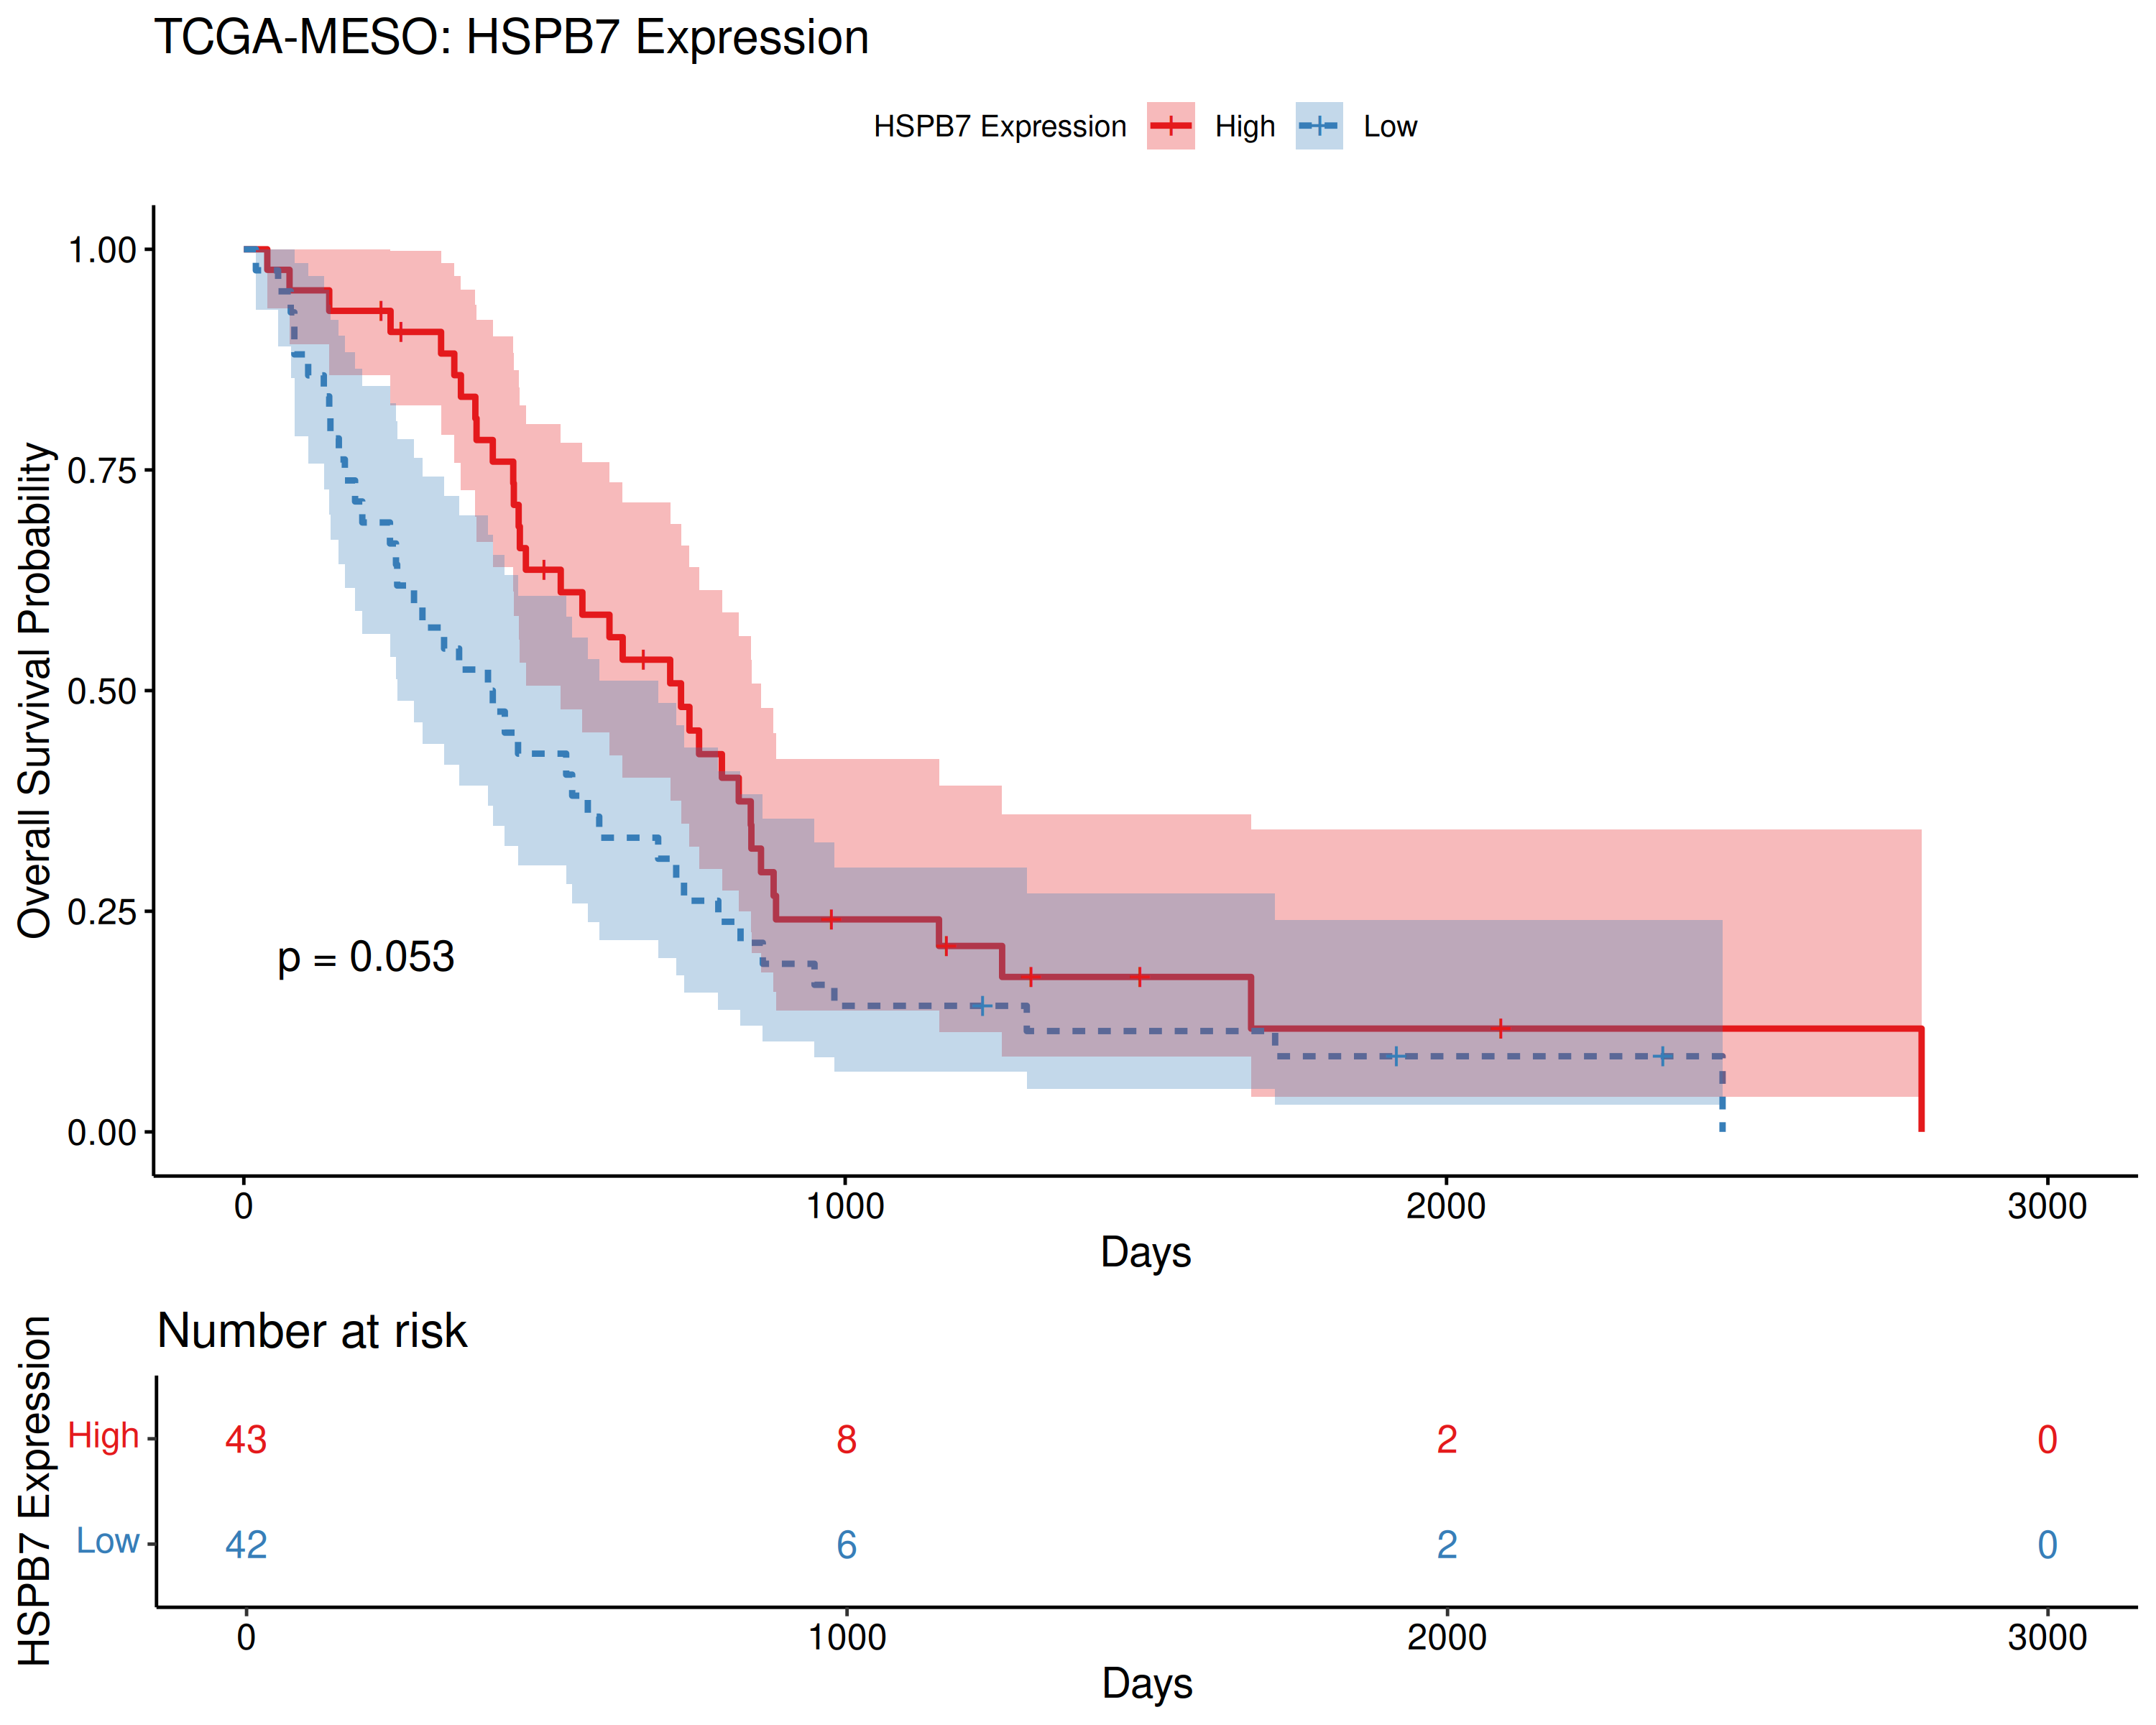 TCGA-MESO: HSPB7 Expression
HSPB7 Expression High Low
Overall Survival Probability
1.00
0.75
0.50
0.25
0.00
p = 0.053
0 1000 2000 3000
Days
Number at risk
HSPB7 Expression
High 43 8 2 0
Low 42 6 2 0
0 1000 2000 3000
Days